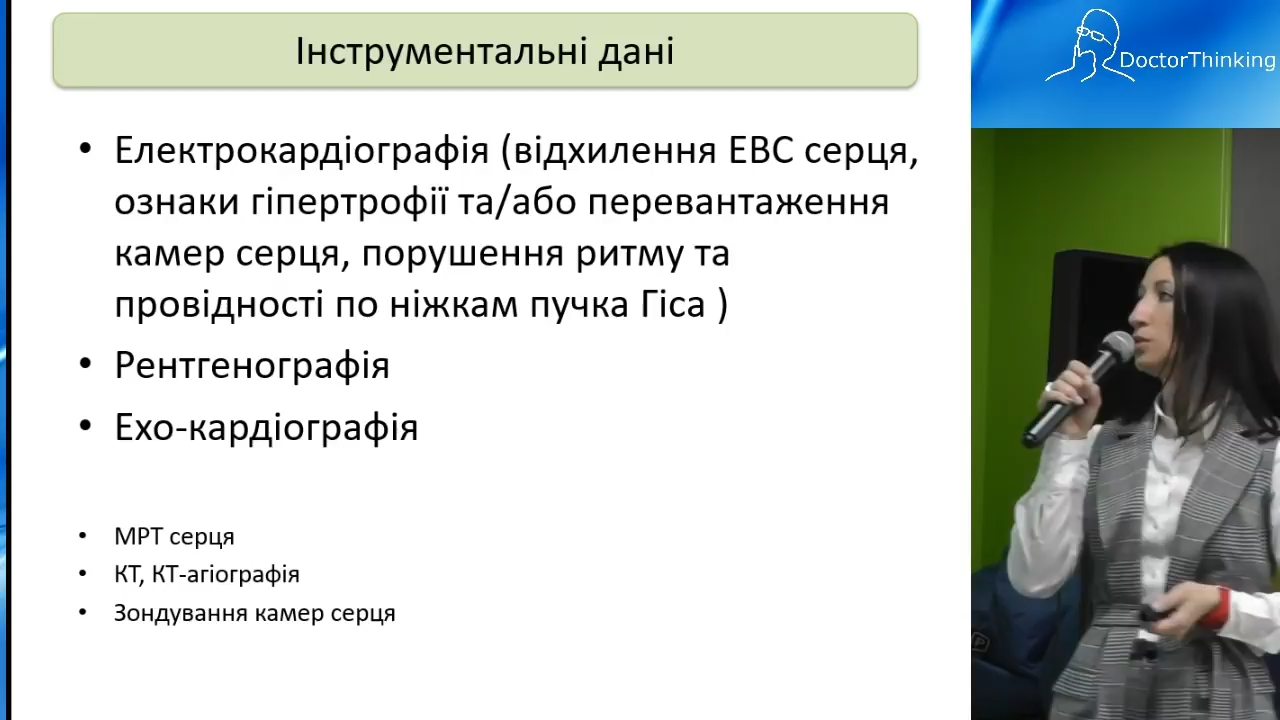 Інструментальні дані
• Електрокардіографія (відхилення ЕВС серця,
ознаки гіпертрофії та/або перевантаження
камер серця, порушення ритму та
провідності по ніжкам пучка Гіса )
• Рентгенографія
• Ехо-кардіографія
• МРТ серця
• КТ, КТ-агіографія
• Зондування камер серця
DoctorThinking